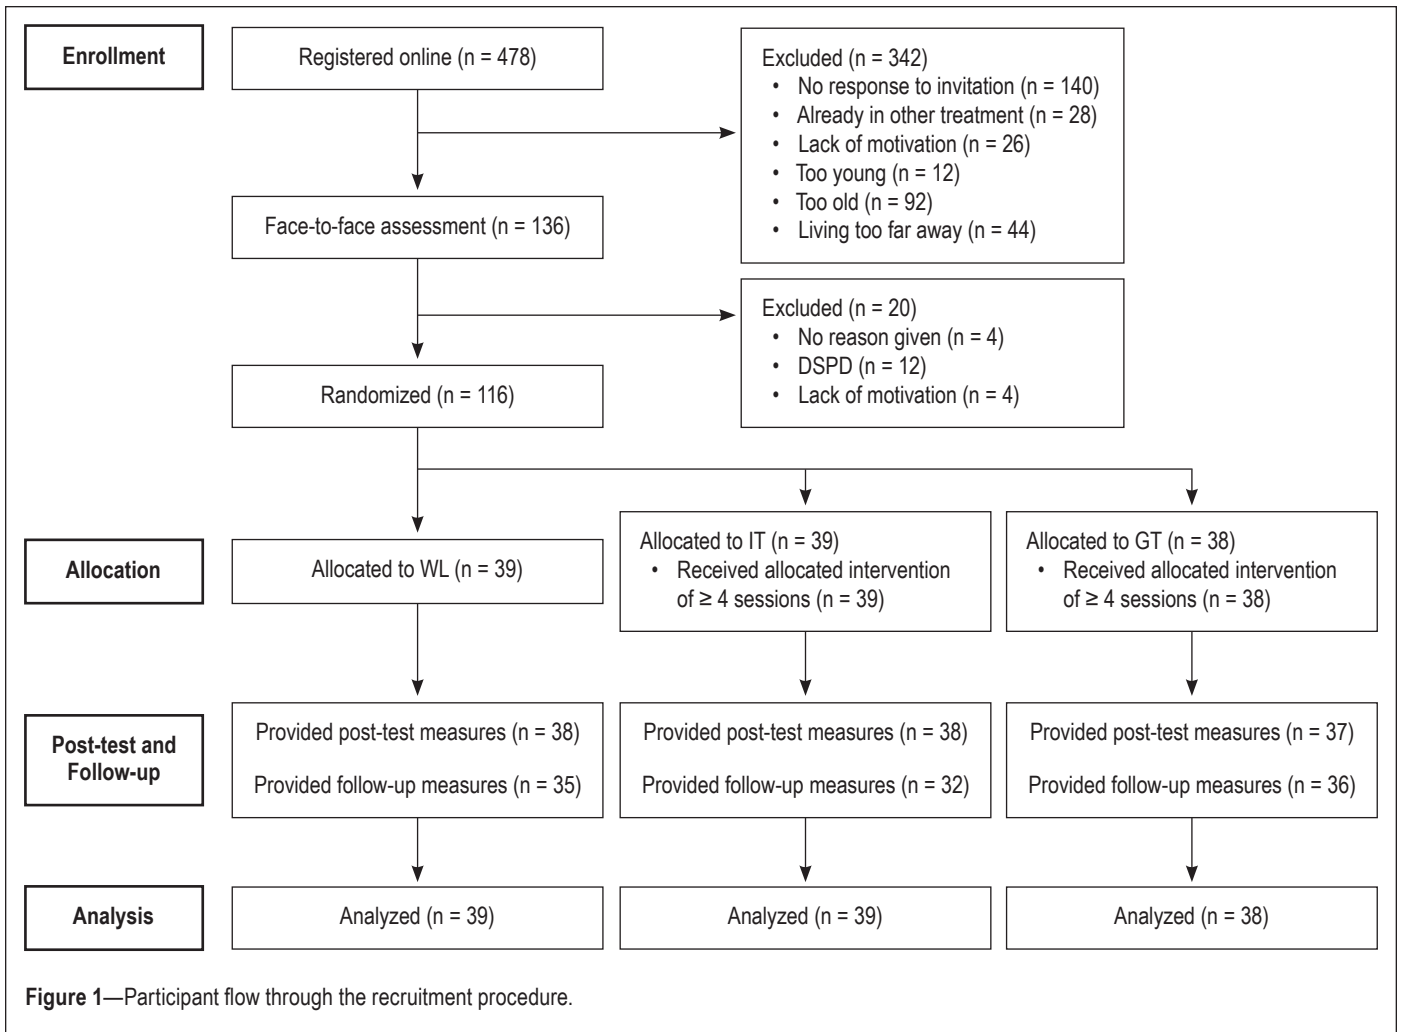 Enrollment
Registered online (n = 478)
Excluded (n = 342)
• No response to invitation (n = 140)
• Already in other treatment (n = 28)
• Lack of motivation (n = 26)
• Too young (n = 12)
• Too old (n = 92)
• Living too far away (n = 44)
Face-to-face assessment (n = 136)
Excluded (n = 20)
• No reason given (n = 4)
• DSPD (n = 12)
• Lack of motivation (n = 4)
Randomized (n = 116)
Allocation
Allocated to WL (n = 39)
Allocated to IT (n = 39)
• Received allocated intervention
of ≥ 4 sessions (n = 39)
Allocated to GT (n = 38)
• Received allocated intervention
of ≥ 4 sessions (n = 38)
Post-test and
Follow-up
Provided post-test measures (n = 38)
Provided follow-up measures (n = 35)
Provided post-test measures (n = 38)
Provided follow-up measures (n = 32)
Provided post-test measures (n = 37)
Provided follow-up measures (n = 36)
Analysis
Analyzed (n = 39)
Analyzed (n = 39)
Analyzed (n = 38)
Figure 1—Participant flow through the recruitment procedure.